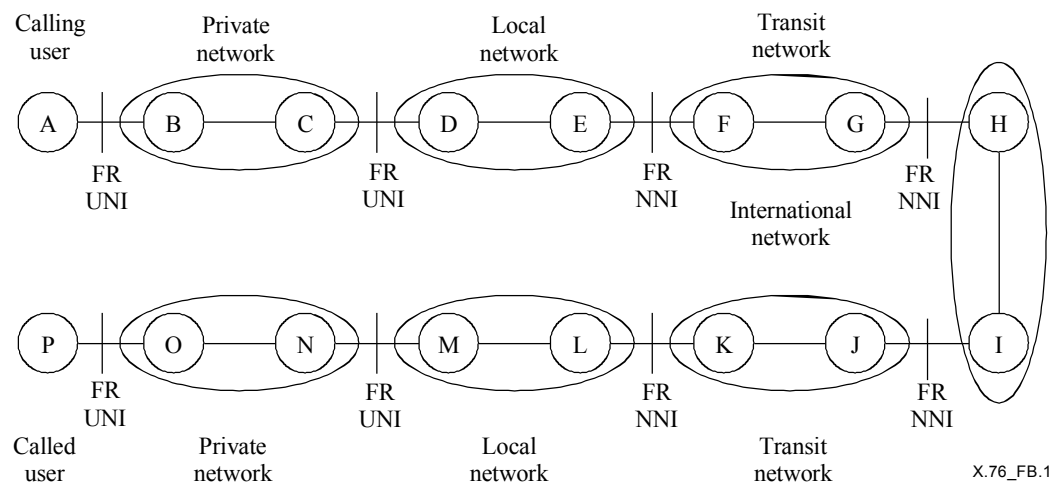 Calling
user
Private
network
Local
network
Transit
network
A
B
C
D
E
F
G
H
FR
UNI
FR
UNI
FR
NNI
FR
NNI
International
network
P
O
N
M
L
K
J
I
FR
UNI
FR
UNI
FR
NNI
FR
NNI
Called
user
Private
network
Local
network
Transit
network
X.76_FB.1